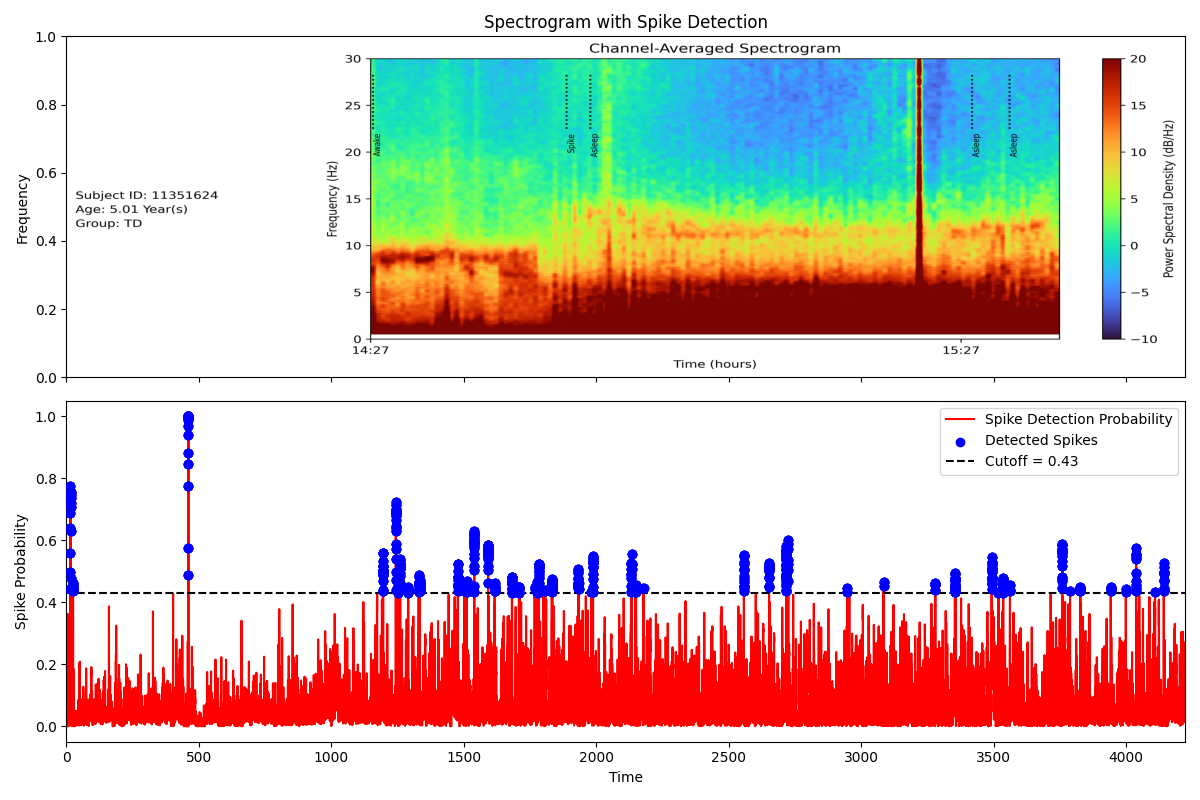 Spectrogram with Spike Detection
Channel-Averaged Spectrogram
1.0
0.8
0.6
0.4
0.2
0.0
Frequency
Subject ID: 11351624
Age: 5.01 Year(s)
Group: TD
30
25
20
15
10
5
0
Frequency (Hz)
Awake
Spike
Asleep
Asleep
Asleep
14:27
15:27
Time (hours)
20
15
10
5
0
−5
−10
Power Spectral Density (dB/Hz)
1.0
0.8
0.6
0.4
0.2
0.0
Spike Probability
Spike Detection Probability
Detected Spikes
Cutoff = 0.43
0
500
1000
1500
2000
2500
3000
3500
4000
Time